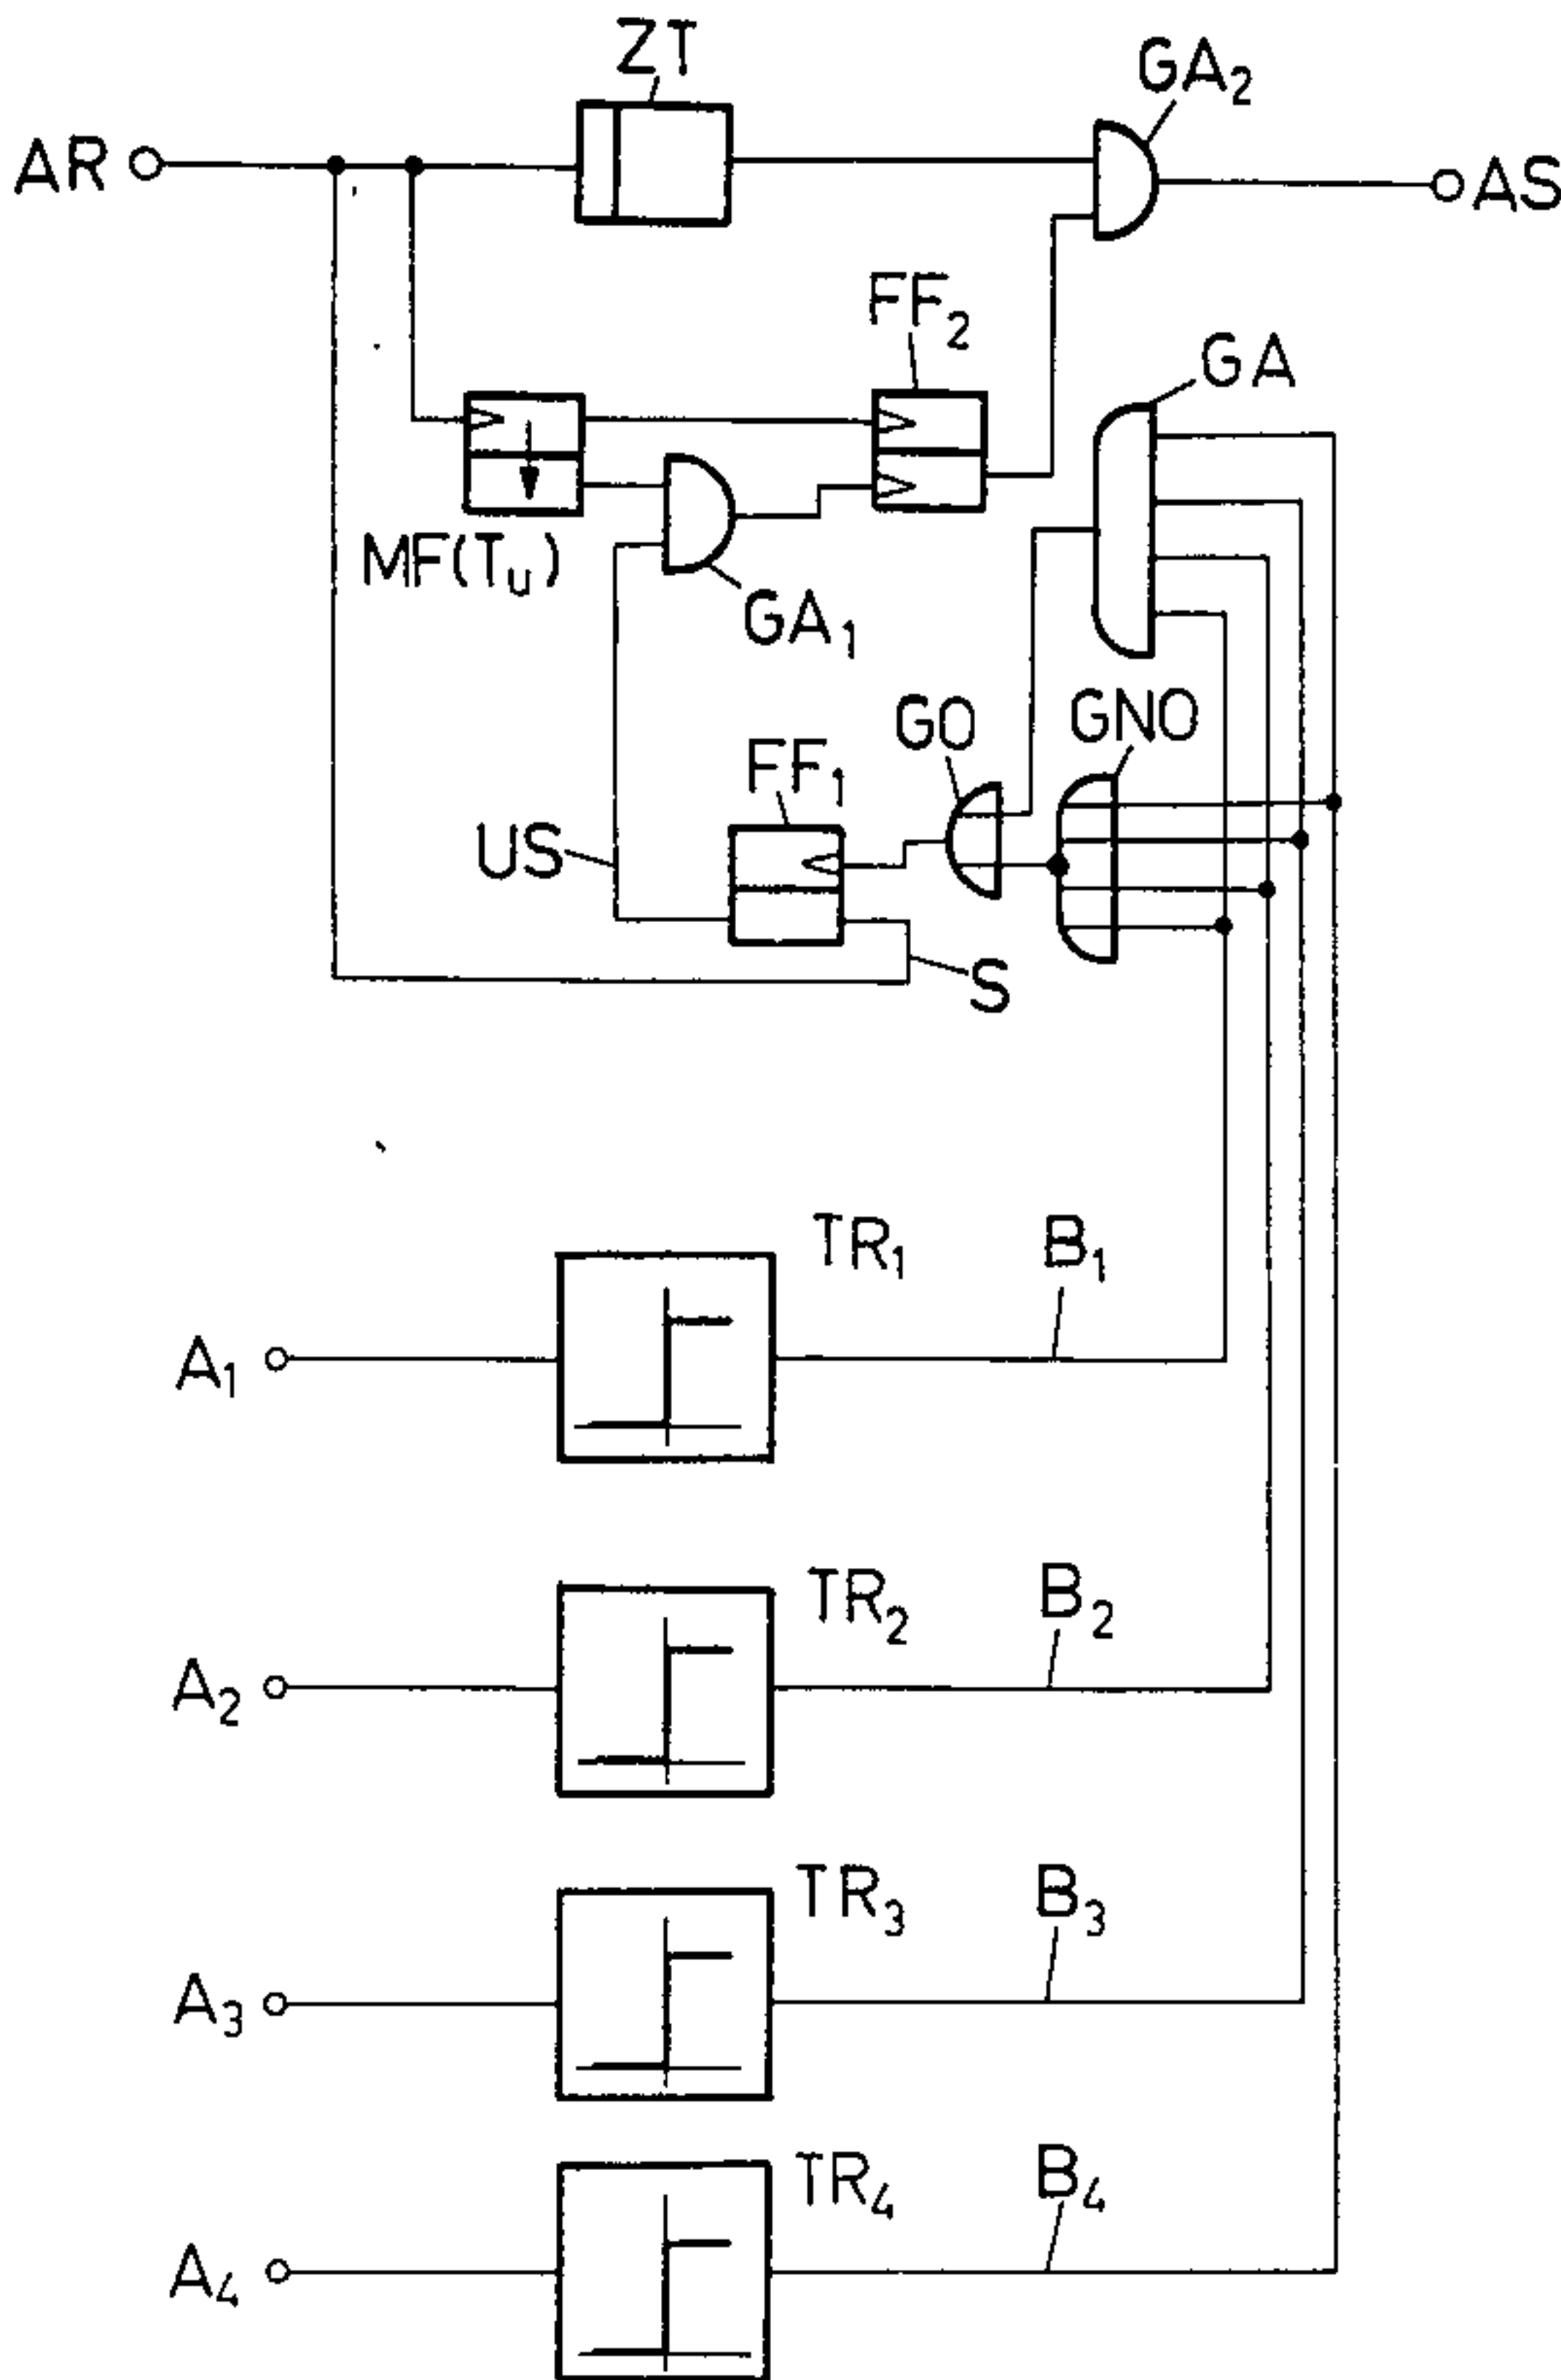 ZT
GA₂
AR
AS
FF₂
GA
MF(Tᵤ)
GA₁
GO
GNO
FF₁
US
S
TR₁
B₁
A₁
TR₂
B₂
A₂
TR₃
B₃
A₃
TR₄
B₄
A₄